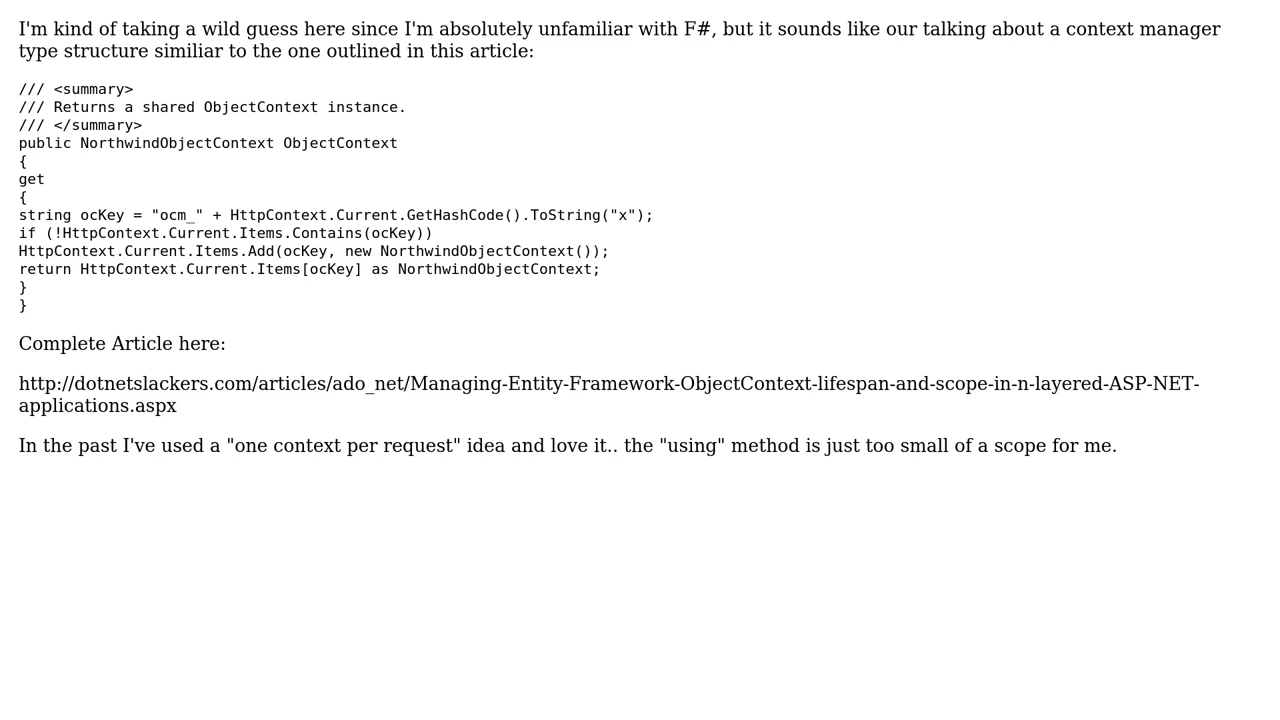 I'm kind of taking a wild guess here since I'm absolutely unfamiliar with F#, but it sounds like our talking about a context manager
type structure similiar to the one outlined in this article:
/// <summary>
/// Returns a shared ObjectContext instance.
/// </summary>
public NorthwindObjectContext ObjectContext
{
get
{
string ocKey = "ocm_" + HttpContext.Current.GetHashCode().ToString("x");
if (!HttpContext.Current.Items.Contains(ocKey))
HttpContext.Current.Items.Add(ocKey, new NorthwindObjectContext());
return HttpContext.Current.Items[ocKey] as NorthwindObjectContext;
}
}
Complete Article here:
http://dotnetslackers.com/articles/ado_net/Managing-Entity-Framework-ObjectContext-lifespan-and-scope-in-n-layered-ASP-NET-
applications.aspx
In the past I've used a "one context per request" idea and love it.. the "using" method is just too small of a scope for me.